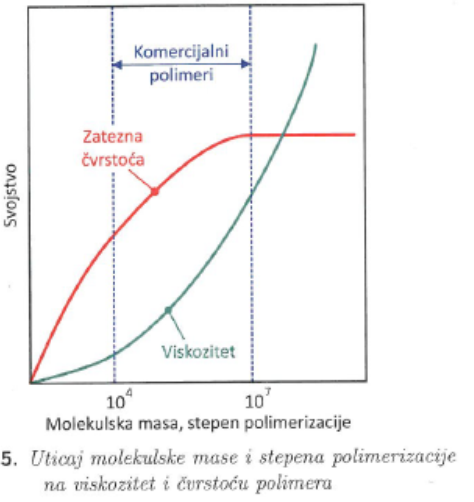 Komercijalni
polimeri
Zatezna
čvrstoća
Svojstvo
Viskozitet
10⁴
10⁷
Molekulska masa, stepen polimerizacije
5. Uticaj molekulske mase i stepena polimerizacije
na viskozitet i čvrstoću polimera